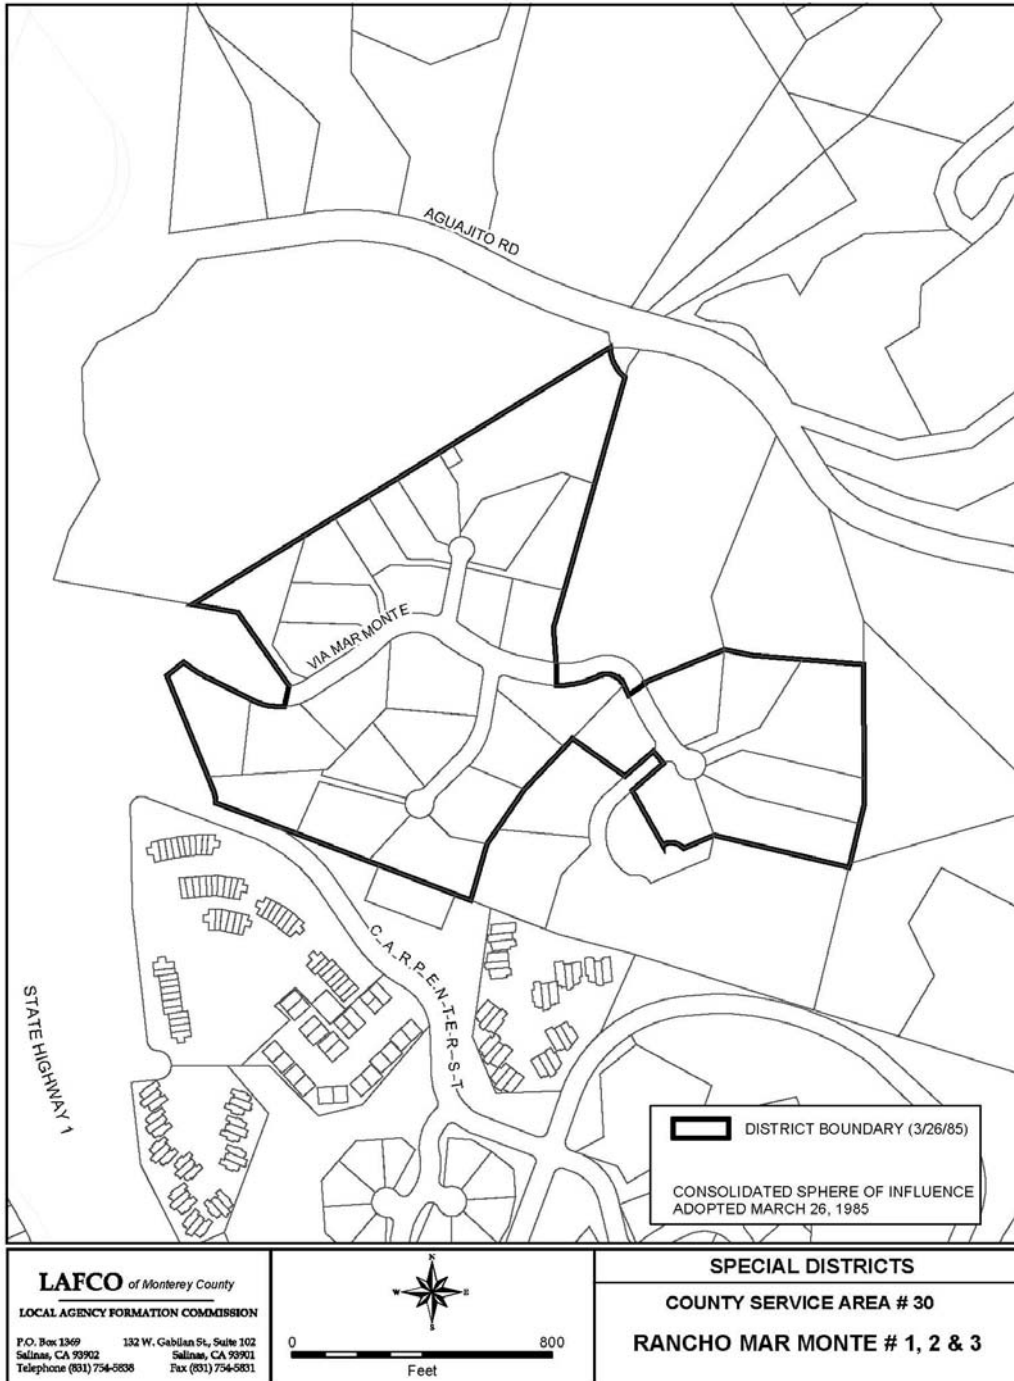 AGUAJITO RD
VIA MAR MONTE
CARPENTER ST
STATE HIGHWAY 1
DISTRICT BOUNDARY (3/26/85)
CONSOLIDATED SPHERE OF INFLUENCE
ADOPTED MARCH 26, 1985
LAFCO of Monterey County
LOCAL AGENCY FORMATION COMMISSION
P.O. Box 1369 132 W. Gabilan St., Suite 102
Salinas, CA 93902 Salinas, CA 93901
Telephone (831) 754-5838 Fax (831) 754-5831
N
W E
S
0 800
Feet
SPECIAL DISTRICTS
COUNTY SERVICE AREA # 30
RANCHO MAR MONTE # 1, 2 & 3